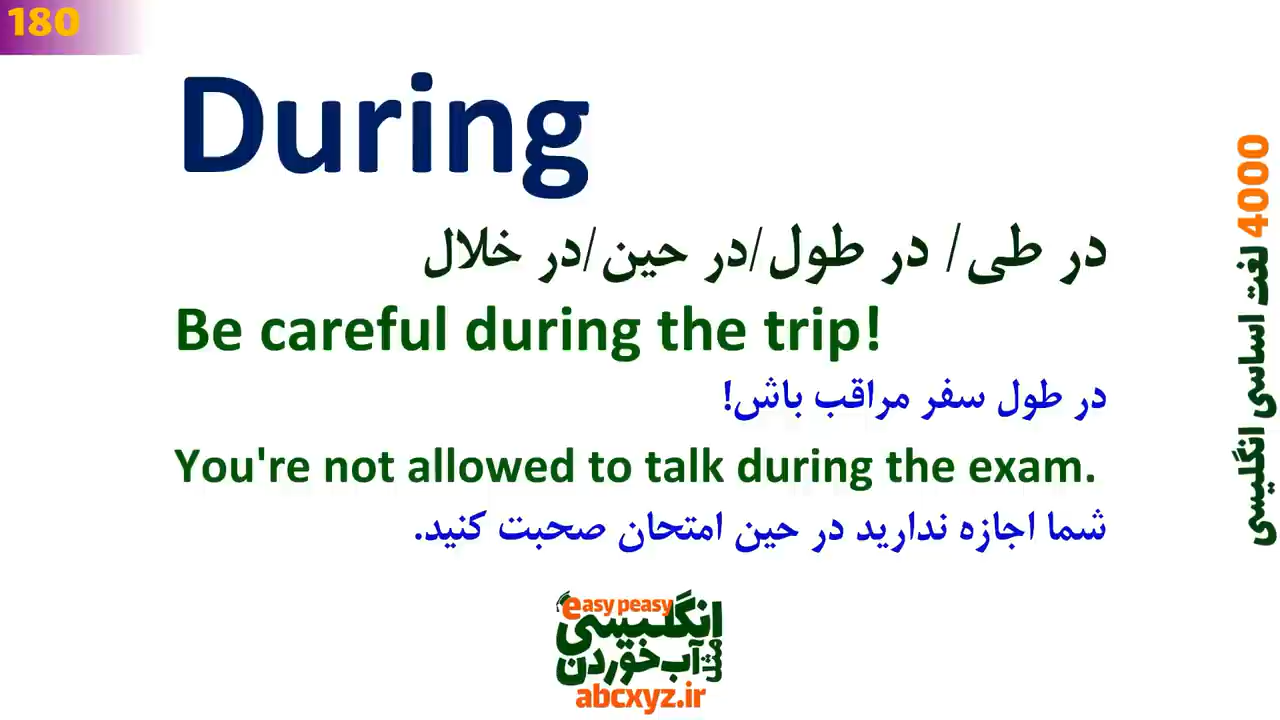 180
During
در طی/ در طول/در حین/در خلال
Be careful during the trip!
در طول سفر مراقب باش!
You're not allowed to talk during the exam.
شما اجازه ندارید در حین امتحان صحبت کنید.
4000 لغت اساسی انگلیسی
easy peasy
انگلیسی
مثل آب خوردن
abcxyz.ir